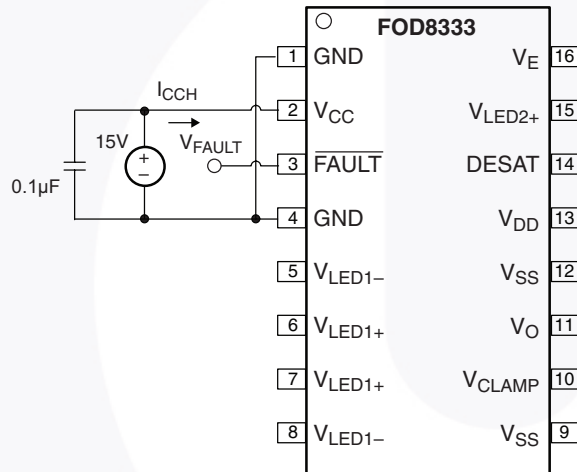 FOD8333
1 GND V_E 16
I_CCH
2 V_CC V_LED2+ 15
15V + − V_FAULT
3 F̅A̅U̅L̅T̅ DESAT 14
0.1µF
4 GND V_DD 13
5 V_LED1– V_SS 12
6 V_LED1+ V_O 11
7 V_LED1+ V_CLAMP 10
8 V_LED1– V_SS 9